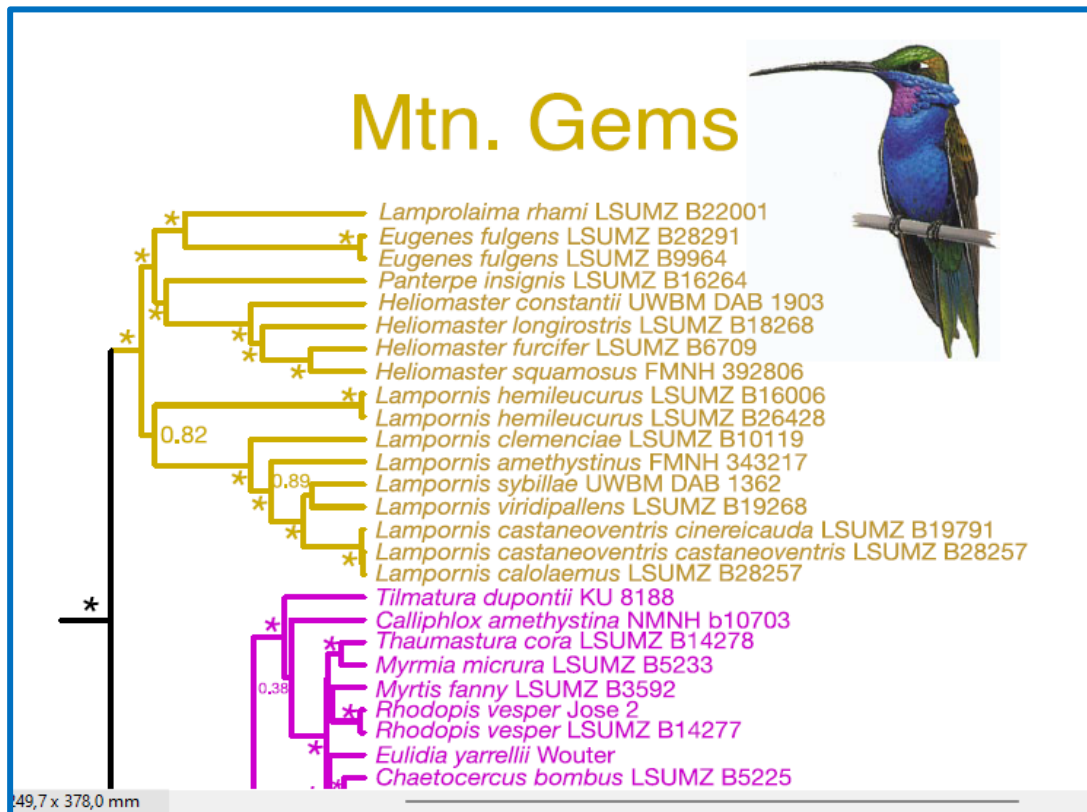 Mtn. Gems
*
Lamprolaima rhami LSUMZ B22001
*
*
Eugenes fulgens LSUMZ B28291
Eugenes fulgens LSUMZ B9964
Panterpe insignis LSUMZ B16264
*
Heliomaster constantii UWBM DAB 1903
*
*
Heliomaster longirostris LSUMZ B18268
*
Heliomaster furcifer LSUMZ B6709
*
Heliomaster squamosus FMNH 392806
*
Lampornis hemileucurus LSUMZ B16006
Lampornis hemileucurus LSUMZ B26428
0.82
Lampornis clemenciae LSUMZ B10119
Lampornis amethystinus FMNH 343217
*
0.89
Lampornis sybillae UWBM DAB 1362
*
Lampornis viridipallens LSUMZ B19268
*
Lampornis castaneoventris cinereicauda LSUMZ B19791
Lampornis castaneoventris castaneoventris LSUMZ B28257
*
Lampornis calolaemus LSUMZ B28257
*
Tilmatura dupontii KU 8188
*
Calliphlox amethystina NMNH b10703
*
Thaumastura cora LSUMZ B14278
Myrmia micrura LSUMZ B5233
0.38
Myrtis fanny LSUMZ B3592
*
Rhodopis vesper Jose 2
Rhodopis vesper LSUMZ B14277
*
Eulidia yarrellii Wouter
*
Chaetocercus bombus LSUMZ B5225
249,7 x 378,0 mm